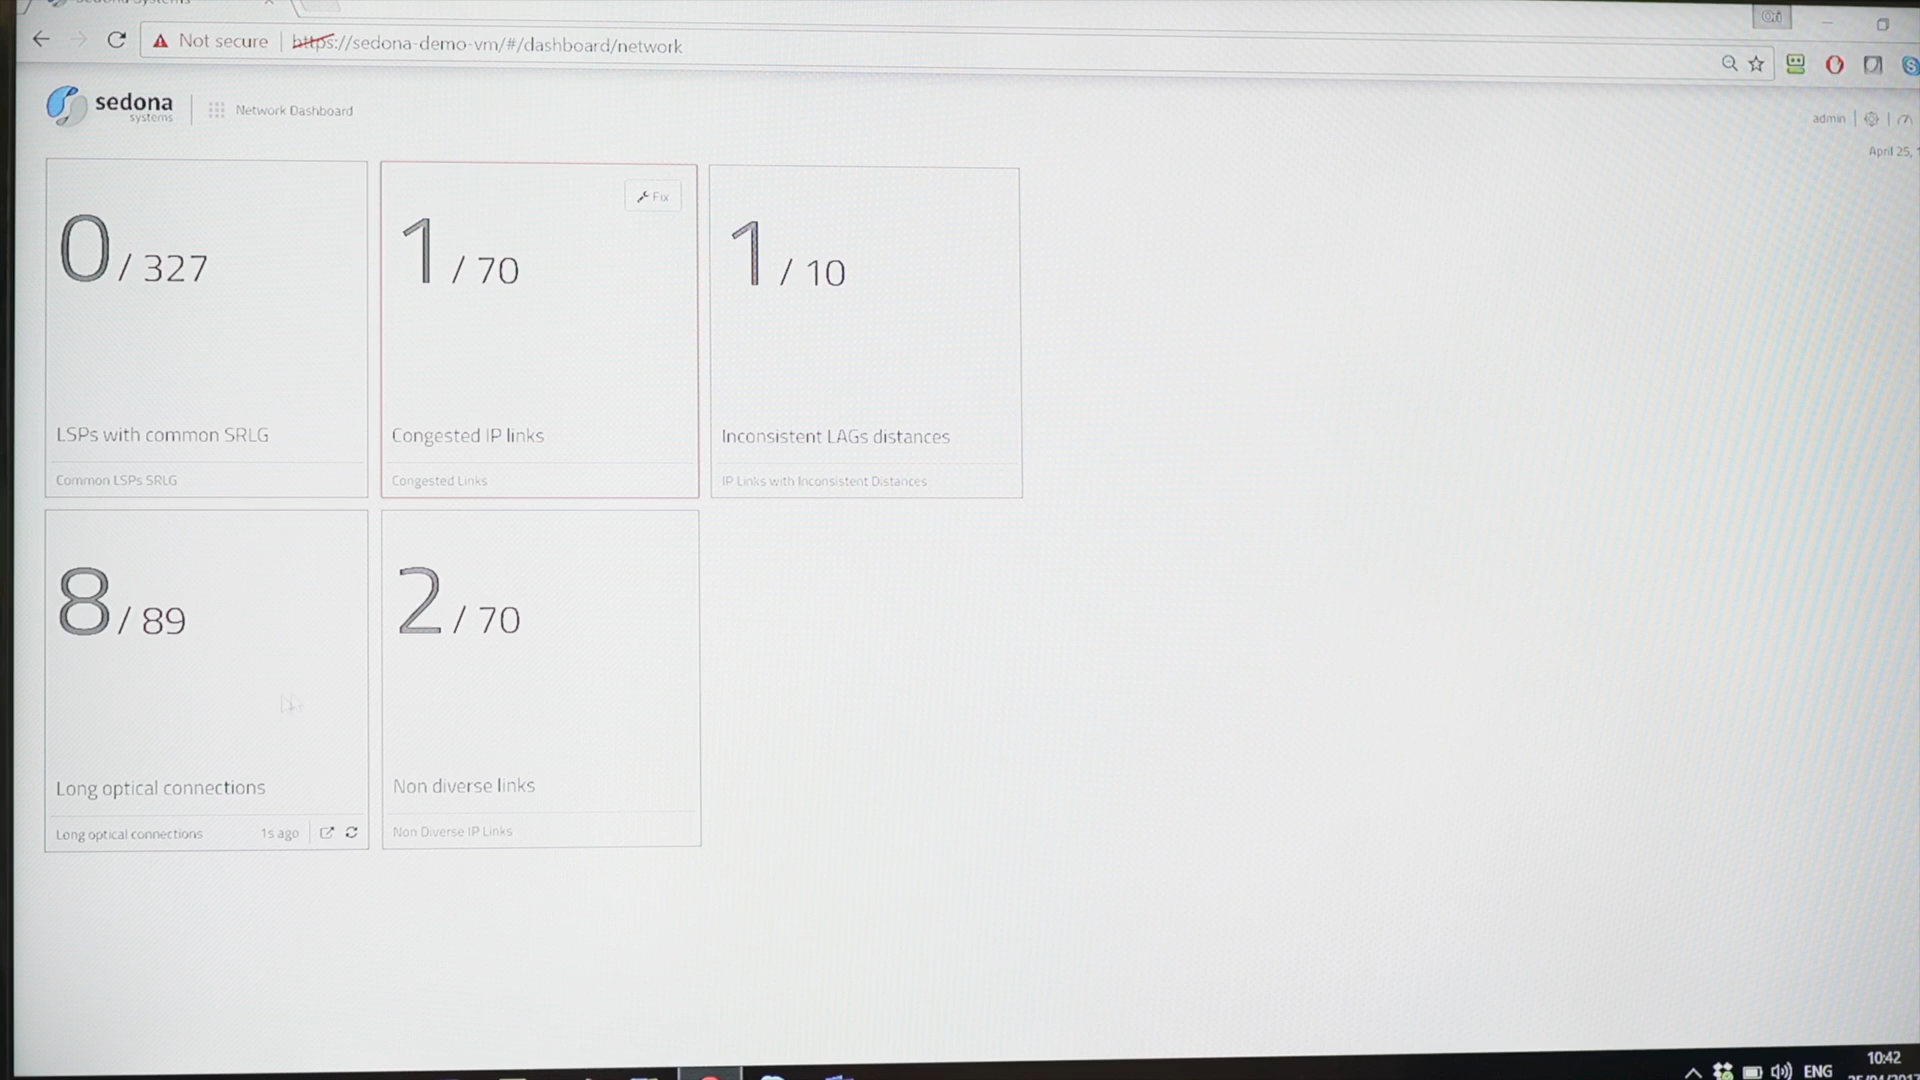 Not secure | https://sedona-demo-vm/#/dashboard/network
sedona
systems
Network Dashboard
admin
April 25,
0 / 327
LSPs with common SRLG
Common LSPs SRLG
Fix
1 / 70
Congested IP links
Congested Links
1 / 10
Inconsistent LAGs distances
IP Links with Inconsistent Distances
8 / 89
Long optical connections
Long optical connections
1s ago
2 / 70
Non diverse links
Non Diverse IP Links
ENG
10:42